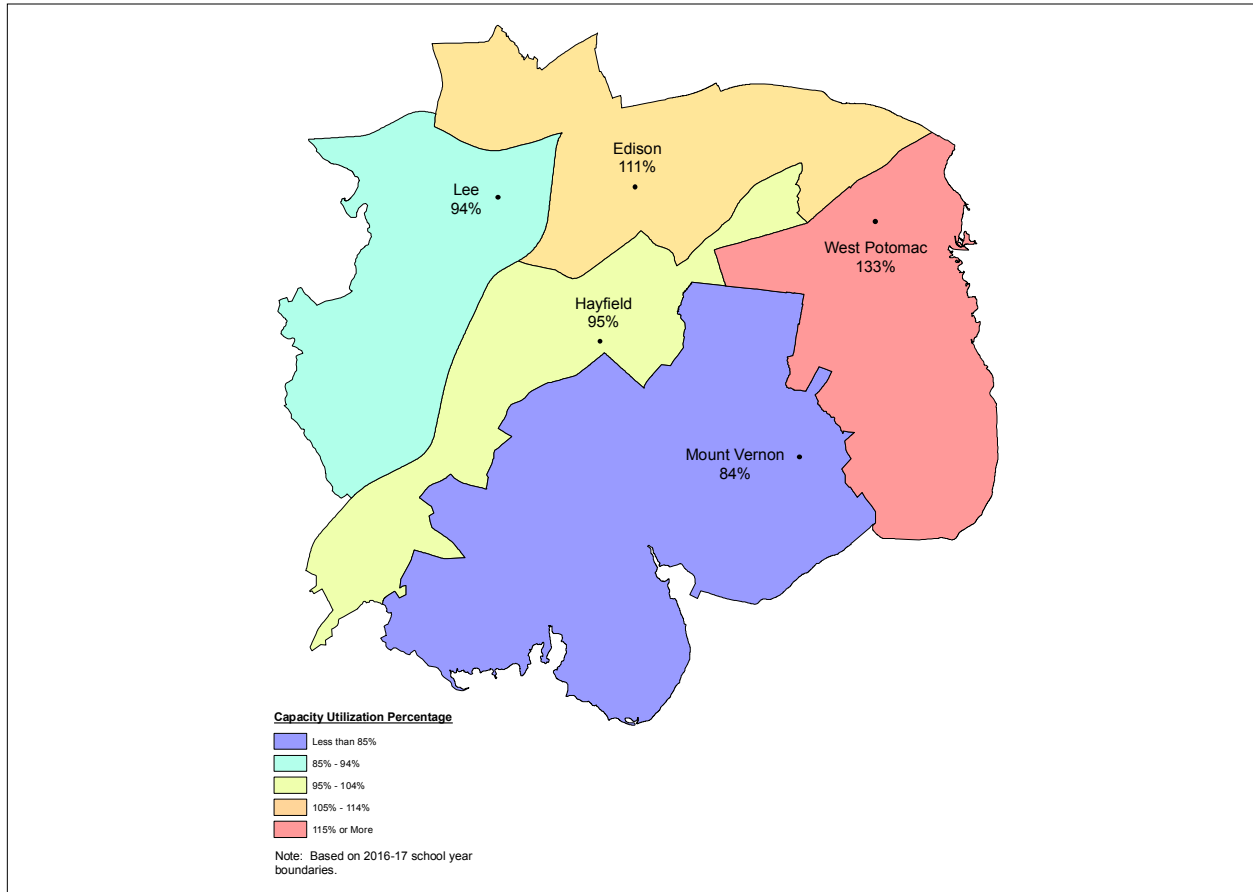 Edison
111%
Lee
94%
West Potomac
133%
Hayfield
95%
Mount Vernon
84%
Capacity Utilization Percentage
Less than 85%
85% - 94%
95% - 104%
105% - 114%
115% or More
Note: Based on 2016-17 school year
boundaries.